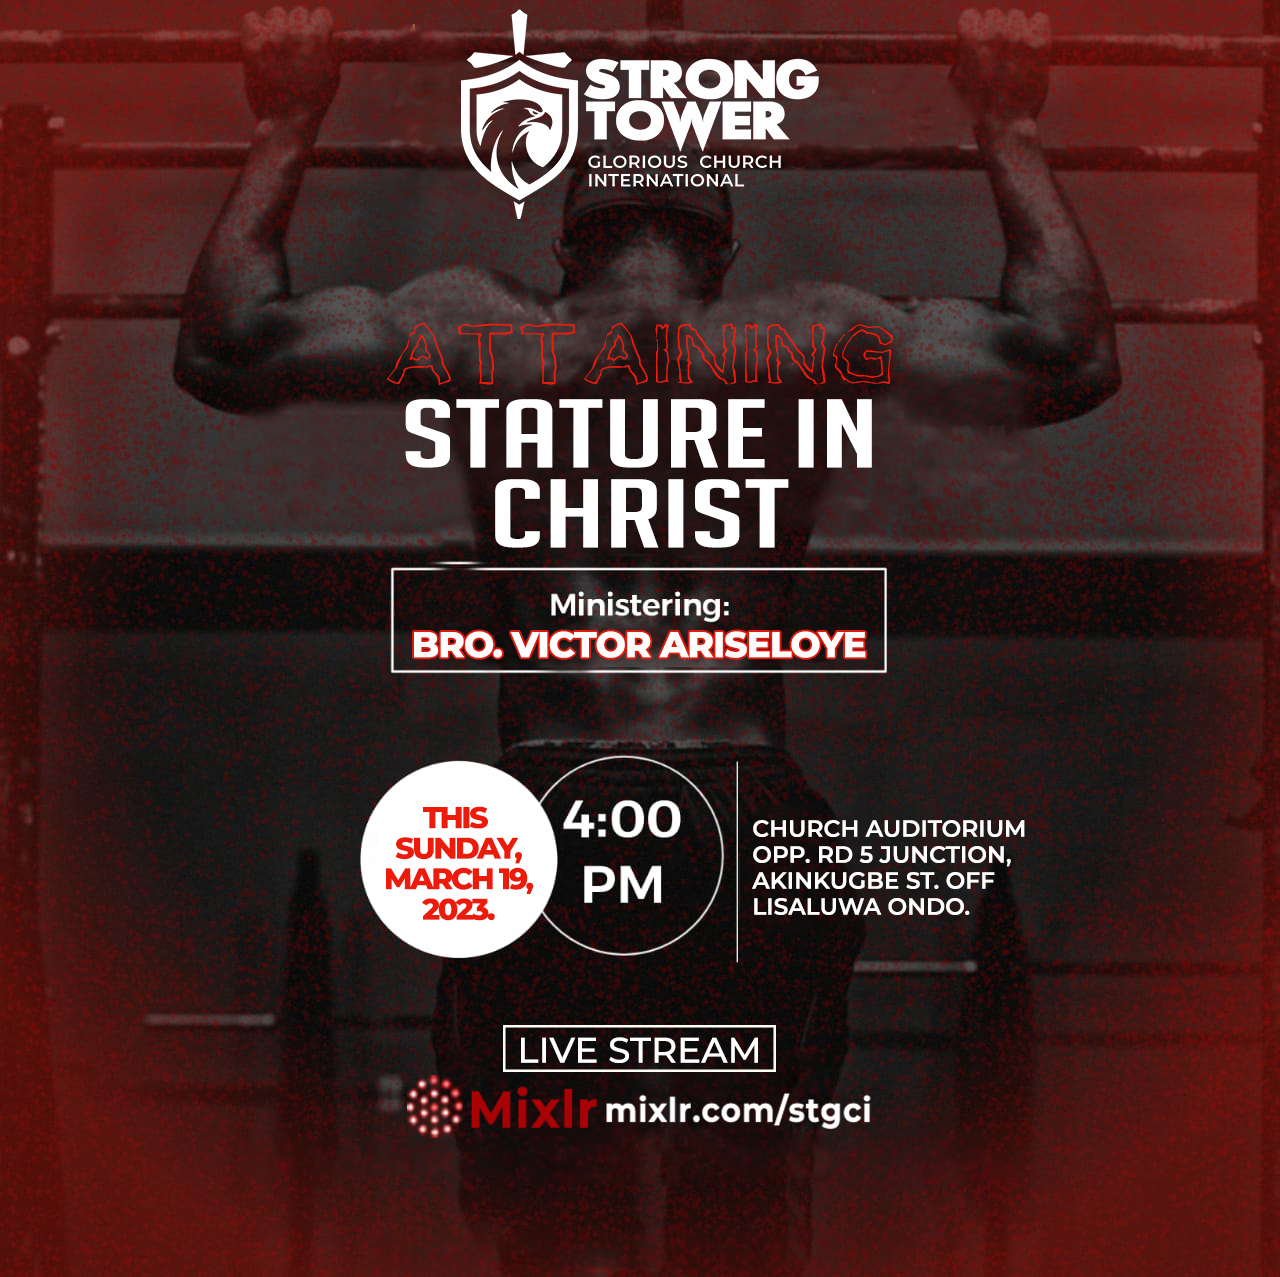 STRONG
TOWER
GLORIOUS CHURCH
INTERNATIONAL
ATTAINING
STATURE IN
CHRIST
Ministering:
BRO. VICTOR ARISELOYE
THIS
SUNDAY,
MARCH 19,
2023.
4:00
PM
CHURCH AUDITORIUM
OPP. RD 5 JUNCTION,
AKINKUGBE ST. OFF
LISALUWA ONDO.
LIVE STREAM
Mixlr mixlr.com/stgci